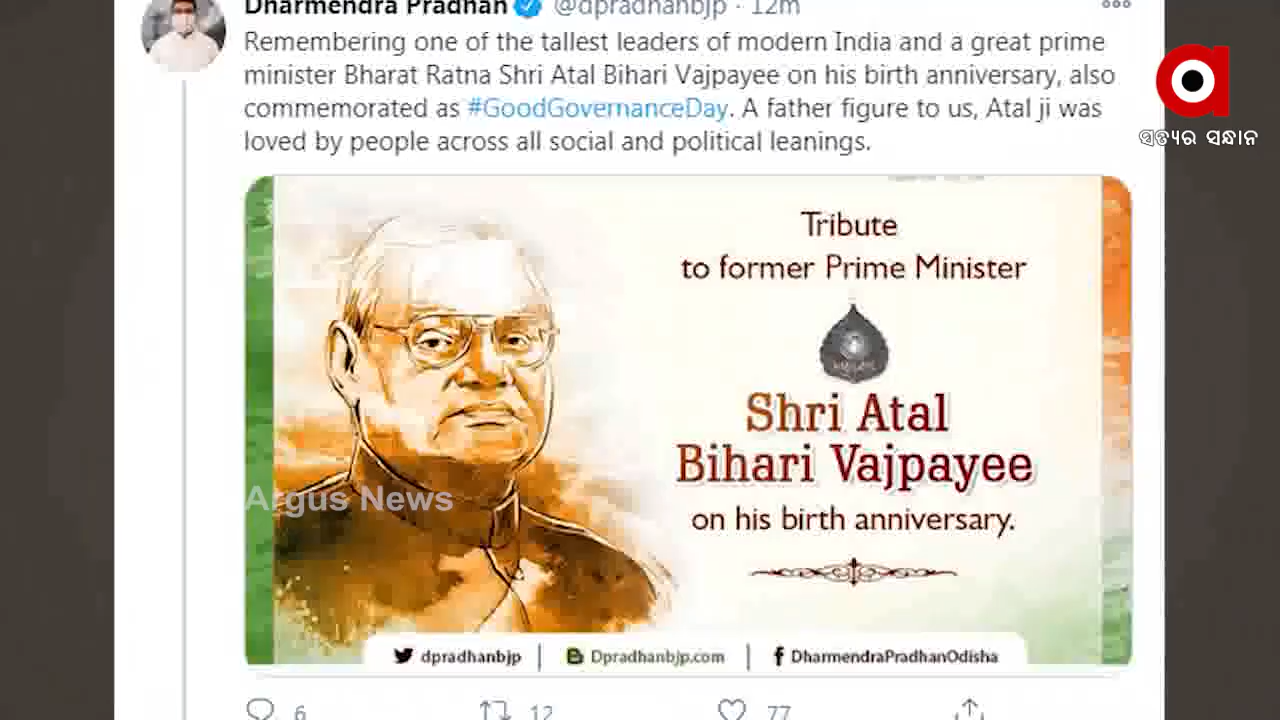 Dharmendra Pradhan @dpradhanbjp · 12m
Remembering one of the tallest leaders of modern India and a great prime
minister Bharat Ratna Shri Atal Bihari Vajpayee on his birth anniversary, also
commemorated as #GoodGovernanceDay. A father figure to us, Atal ji was
loved by people across all social and political leanings.
ସତ୍ୟର ସନ୍ଧାନ
Tribute
to former Prime Minister
Shri Atal
Bihari Vajpayee
on his birth anniversary.
Argus News
dpradhanbjp | Dpradhanbjp.com | DharmendraPradhanOdisha
6 12 77